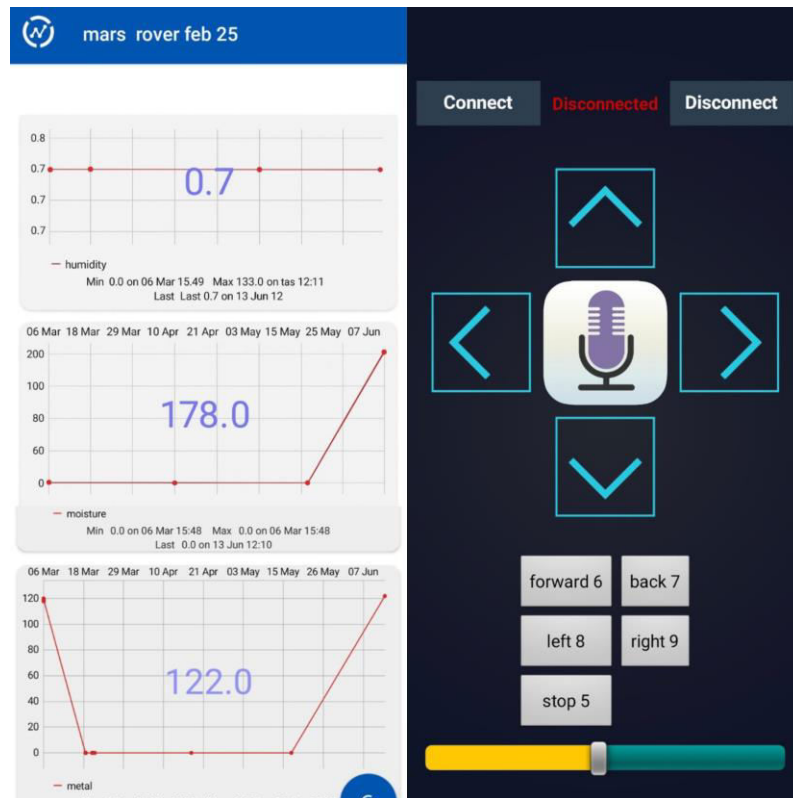 mars rover feb 25
0.8
0.7
0.7
0.7
0.7
humidity
Min 0.0 on 06 Mar 15.49 Max 133.0 on tas 12:11
Last Last 0.7 on 13 Jun 12
06 Mar 18 Mar 29 Mar 10 Apr 21 Apr 03 May 15 May 25 May 07 Jun
200
100
80
60
0
178.0
moisture
Min 0.0 on 06 Mar 15:48 Max 0.0 on 06 Mar 15:48
Last 0.0 on 13 Jun 12:10
06 Mar 18 Mar 29 Mar 10 Apr 21 Apr 03 May 15 May 26 May 07 Jun
120
100
80
60
40
20
0
122.0
metal
Connect Disconnected Disconnect
forward 6 back 7
left 8 right 9
stop 5